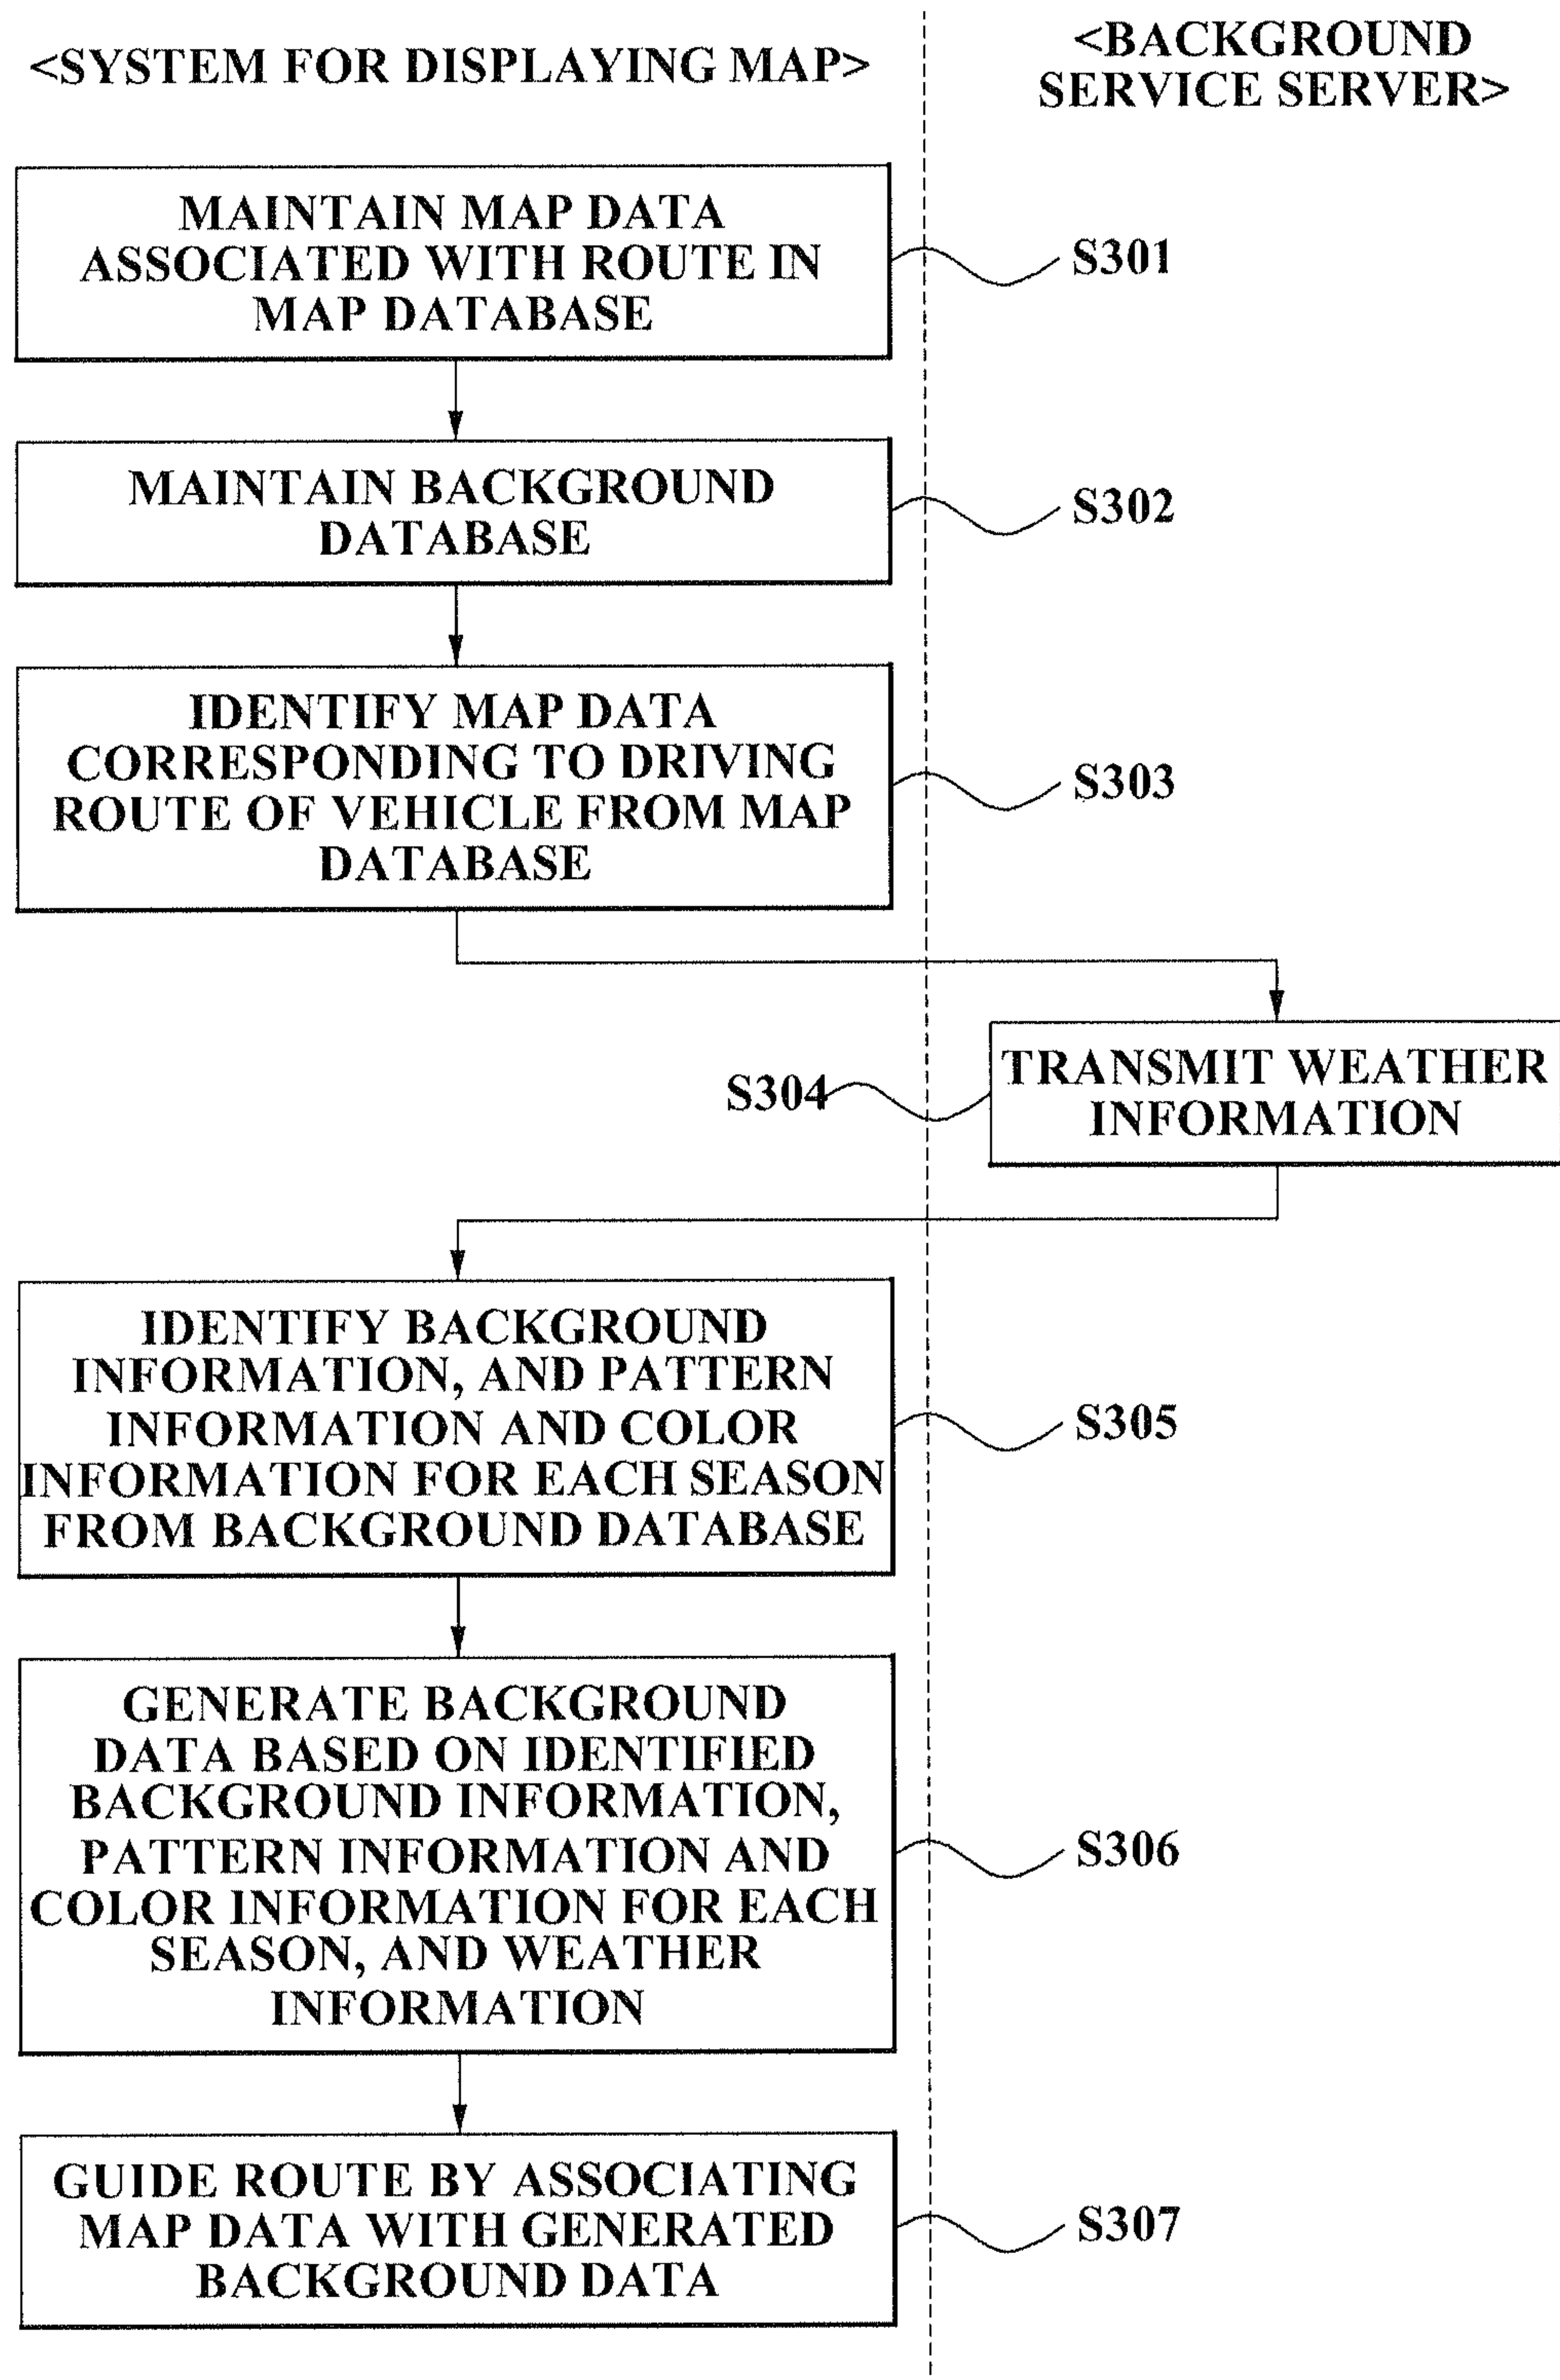 <SYSTEM FOR DISPLAYING MAP>
<BACKGROUND
SERVICE SERVER>
MAINTAIN MAP DATA
ASSOCIATED WITH ROUTE IN
MAP DATABASE
S301
MAINTAIN BACKGROUND
DATABASE
S302
IDENTIFY MAP DATA
CORRESPONDING TO DRIVING
ROUTE OF VEHICLE FROM MAP
DATABASE
S303
TRANSMIT WEATHER
INFORMATION
S304
IDENTIFY BACKGROUND
INFORMATION, AND PATTERN
INFORMATION AND COLOR
INFORMATION FOR EACH SEASON
FROM BACKGROUND DATABASE
S305
GENERATE BACKGROUND
DATA BASED ON IDENTIFIED
BACKGROUND INFORMATION,
PATTERN INFORMATION AND
COLOR INFORMATION FOR EACH
SEASON, AND WEATHER
INFORMATION
S306
GUIDE ROUTE BY ASSOCIATING
MAP DATA WITH GENERATED
BACKGROUND DATA
S307